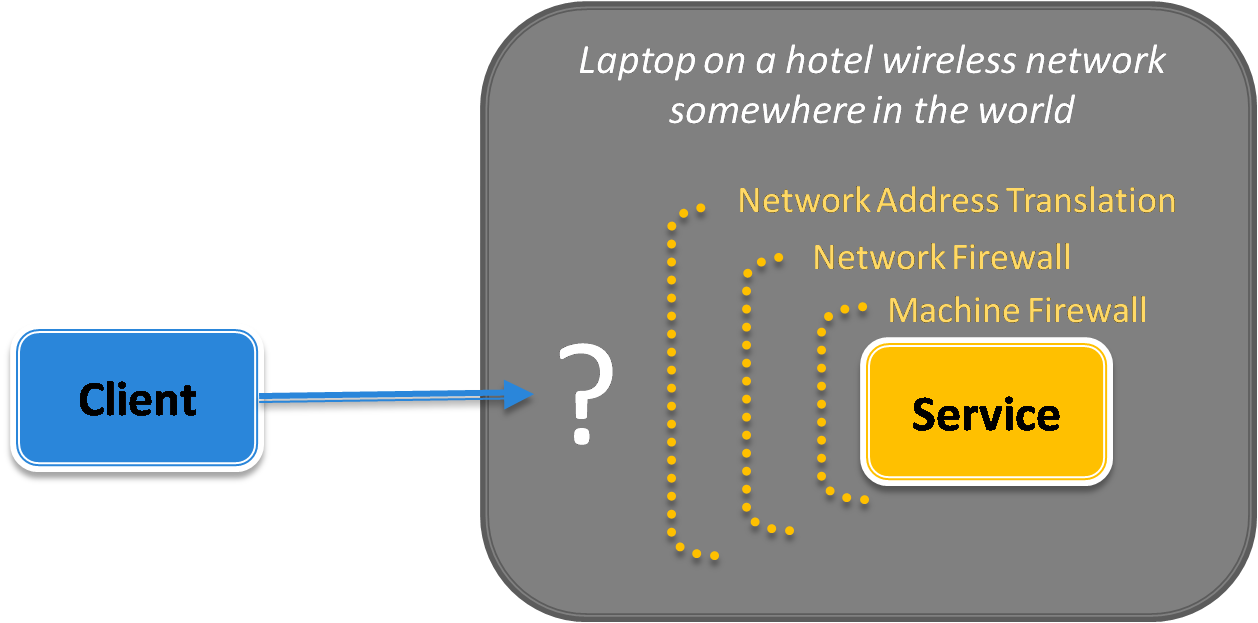 Laptop on a hotel wireless network
somewhere in the world
Network Address Translation
Network Firewall
Machine Firewall
?
Client
Service